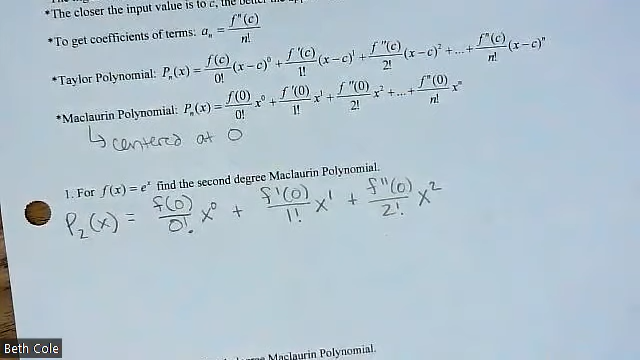 *The closer the input value is to c, the better the
*To get coefficients of terms: aₙ = fⁿ(c)/n!
*Taylor Polynomial: Pₙ(x) = f(c)/0! (x−c)⁰ + f '(c)/1! (x−c)¹ + f "(c)/2! (x−c)² + ... + fⁿ(c)/n! (x−c)ⁿ
*Maclaurin Polynomial: Pₙ(x) = f(0)/0! x⁰ + f '(0)/1! x¹ + f "(0)/2! x² + ... + fⁿ(0)/n! xⁿ
↳ centered at 0
1. For f(x) = eˣ find the second degree Maclaurin Polynomial.
P₂(x) = f(0)/0! x⁰ + f'(0)/1! x¹ + f"(0)/2! x²
Maclaurin Polynomial.
Beth Cole